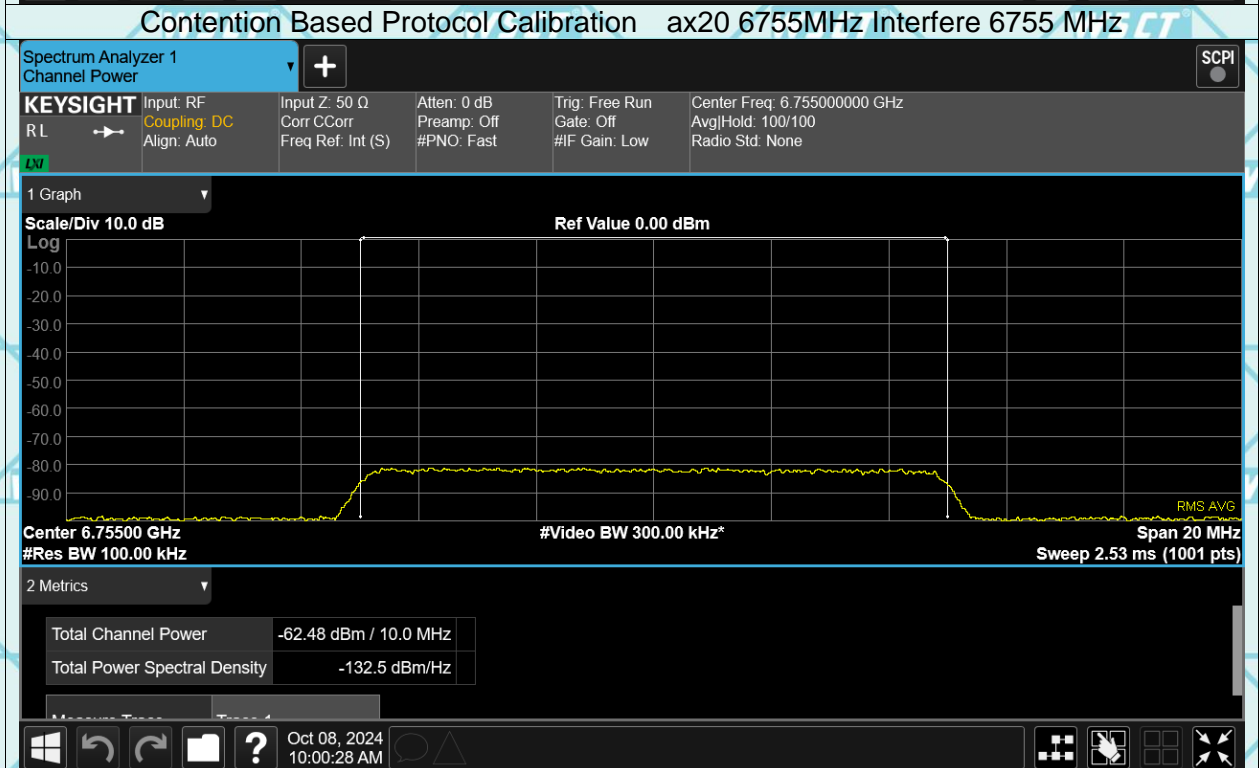 Contention Based Protocol Calibration ax20 6755MHz Interfere 6755 MHz
Spectrum Analyzer 1
Channel Power
+
SCPI
KEYSIGHT
R L
LXI
Input: RF
Coupling: DC
Align: Auto
Input Z: 50 Ω
Corr CCorr
Freq Ref: Int (S)
Atten: 0 dB
Preamp: Off
#PNO: Fast
Trig: Free Run
Gate: Off
#IF Gain: Low
Center Freq: 6.755000000 GHz
Avg|Hold: 100/100
Radio Std: None
1 Graph
Scale/Div 10.0 dB
Ref Value 0.00 dBm
Log
-10.0
-20.0
-30.0
-40.0
-50.0
-60.0
-70.0
-80.0
-90.0
RMS AVG
Center 6.75500 GHz
#Video BW 300.00 kHz*
Span 20 MHz
#Res BW 100.00 kHz
Sweep 2.53 ms (1001 pts)
2 Metrics
Total Channel Power -62.48 dBm / 10.0 MHz
Total Power Spectral Density -132.5 dBm/Hz
Measure Trace Trace 1
?
Oct 08, 2024
10:00:28 AM